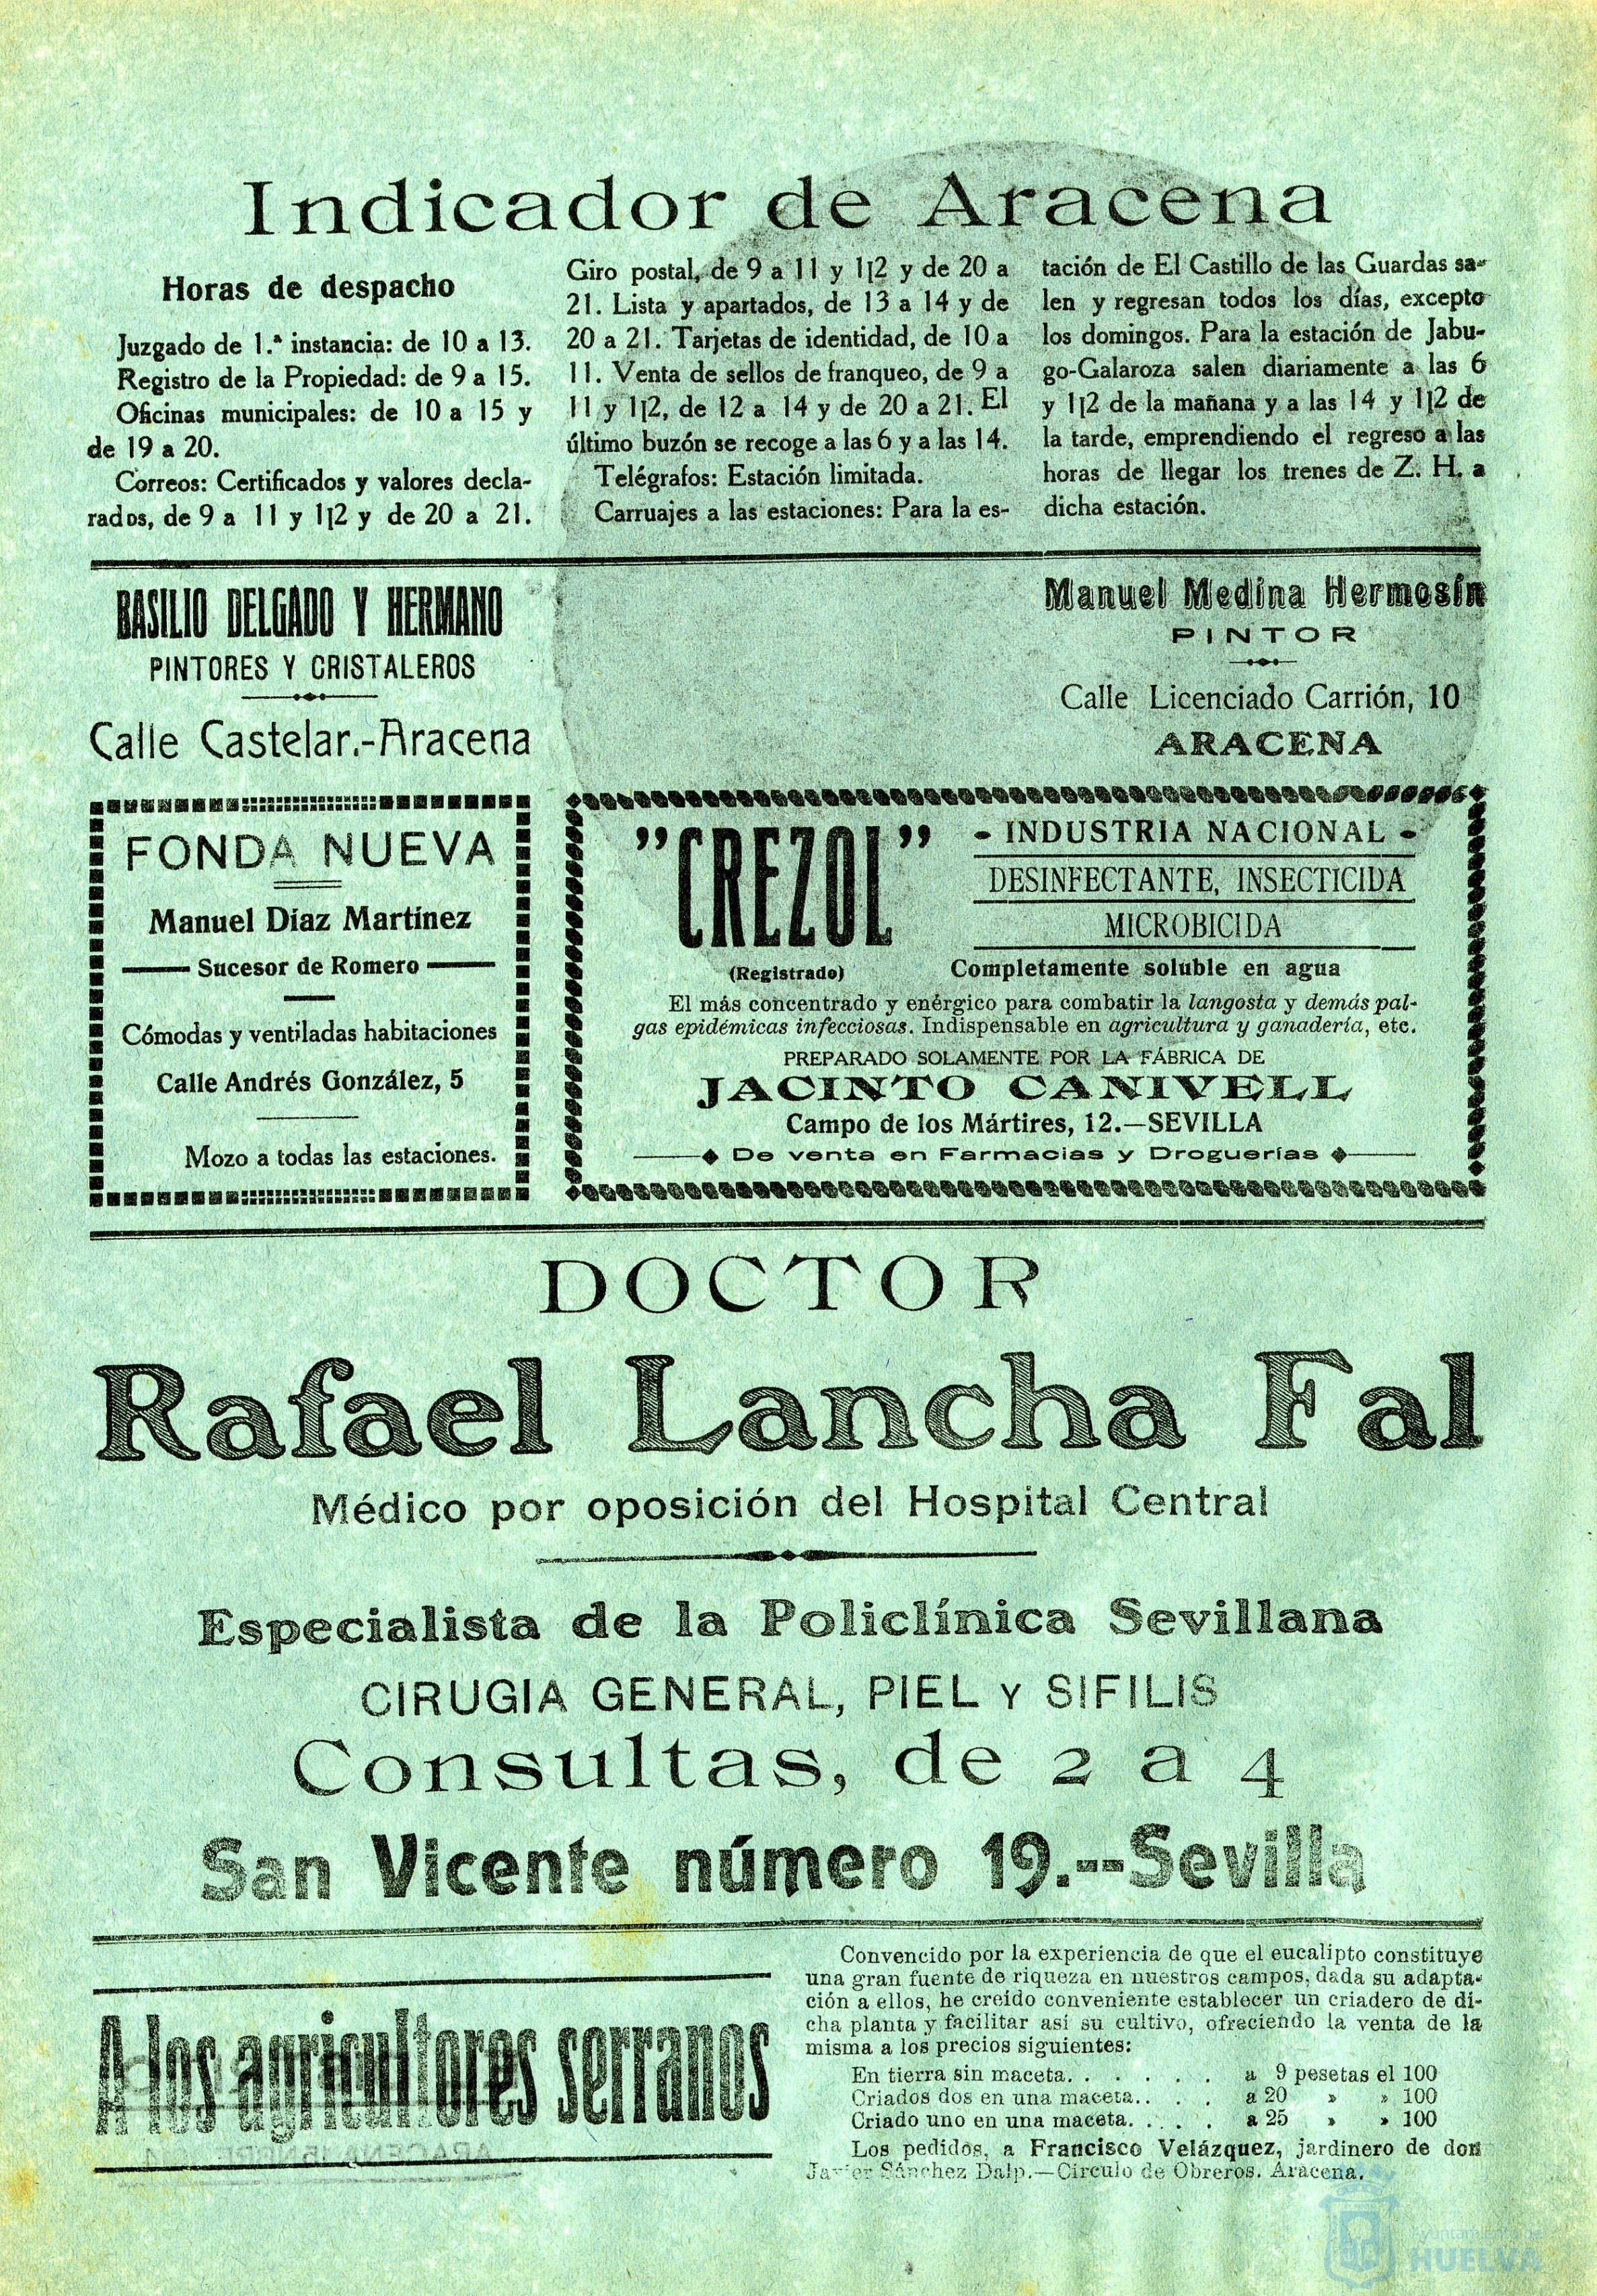 Indicador de Aracena
Horas de despacho
Juzgado de 1.ª instancia: de 10 a 13.
Registro de la Propiedad: de 9 a 15.
Oficinas municipales: de 10 a 15 y
de 19 a 20.
Correos: Certificados y valores decla-
rados, de 9 a 11 y 1|2 y de 20 a 21.
Giro postal, de 9 a 11 y 1|2 y de 20 a
21. Lista y apartados, de 13 a 14 y de
20 a 21. Tarjetas de identidad, de 10 a
11. Venta de sellos de franqueo, de 9 a
11 y 1|2, de 12 a 14 y de 20 a 21. El
último buzón se recoge a las 6 y a las 14.
Telégrafos: Estación limitada.
Carruajes a las estaciones: Para la es-
tación de El Castillo de las Guardas sa-
len y regresan todos los días, excepto
los domingos. Para la estación de Jabu-
go-Galaroza salen diariamente a las 6
y 1|2 de la mañana y a las 14 y 1|2 de
la tarde, emprendiendo el regreso a las
horas de llegar los trenes de Z. H. a
dicha estación.
BASILIO DELGADO Y HERMANO
PINTORES Y CRISTALEROS
Calle Castelar.-Aracena
Manuel Medina Hermosín
PINTOR
Calle Licenciado Carrión, 10
ARACENA
FONDA NUEVA
Manuel Díaz Martínez
Sucesor de Romero
Cómodas y ventiladas habitaciones
Calle Andrés González, 5
Mozo a todas las estaciones.
"CREZOL"
(Registrado)
- INDUSTRIA NACIONAL -
DESINFECTANTE, INSECTICIDA
MICROBICIDA
Completamente soluble en agua
El más concentrado y enérgico para combatir la langosta y demás pal-
gas epidémicas infecciosas. Indispensable en agricultura y ganadería, etc.
PREPARADO SOLAMENTE POR LA FÁBRICA DE
JACINTO CANIVELL
Campo de los Mártires, 12.—SEVILLA
De venta en Farmacias y Droguerías
DOCTOR
Rafael Lancha Fal
Médico por oposición del Hospital Central
Especialista de la Policlínica Sevillana
CIRUGIA GENERAL, PIEL Y SIFILIS
Consultas, de 2 a 4
San Vicente número 19.--Sevilla
A los agricultores serranos
Convencido por la experiencia de que el eucalipto constituye
una gran fuente de riqueza en nuestros campos, dada su adapta-
ción a ellos, he creído conveniente establecer un criadero de di-
cha planta y facilitar así su cultivo, ofreciendo la venta de la
misma a los precios siguientes:
En tierra sin maceta. . . . . . a 9 pesetas el 100
Criados dos en una maceta. . . . a 20 » » 100
Criado uno en una maceta. . . . a 25 » » 100
Los pedidos, a Francisco Velázquez, jardinero de don
Javier Sánchez Dalp.—Circulo de Obreros. Aracena.
Ayuntamiento de
HUELVA